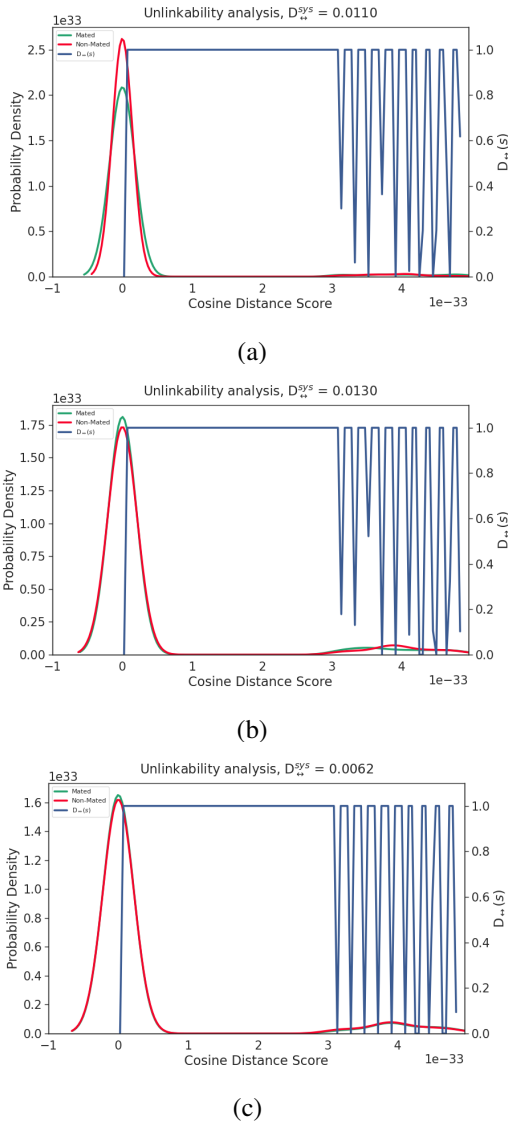 Unlinkability analysis, D↔sys = 0.0110
1e33
Mated
Non-Mated
D↔(s)
2.5
2.0
1.5
1.0
0.5
0.0
Probability Density
1.0
0.8
0.6
0.4
0.2
0.0
D↔(s)
−1 0 1 2 3 4
Cosine Distance Score
1e−33
(a)
Unlinkability analysis, D↔sys = 0.0130
1e33
Mated
Non-Mated
D↔(s)
1.75
1.50
1.25
1.00
0.75
0.50
0.25
0.00
Probability Density
1.0
0.8
0.6
0.4
0.2
0.0
D↔(s)
−1 0 1 2 3 4
Cosine Distance Score
1e−33
(b)
Unlinkability analysis, D↔sys = 0.0062
1e33
Mated
Non-Mated
D↔(s)
1.6
1.4
1.2
1.0
0.8
0.6
0.4
0.2
0.0
Probability Density
1.0
0.8
0.6
0.4
0.2
0.0
D↔(s)
−1 0 1 2 3 4
Cosine Distance Score
1e−33
(c)